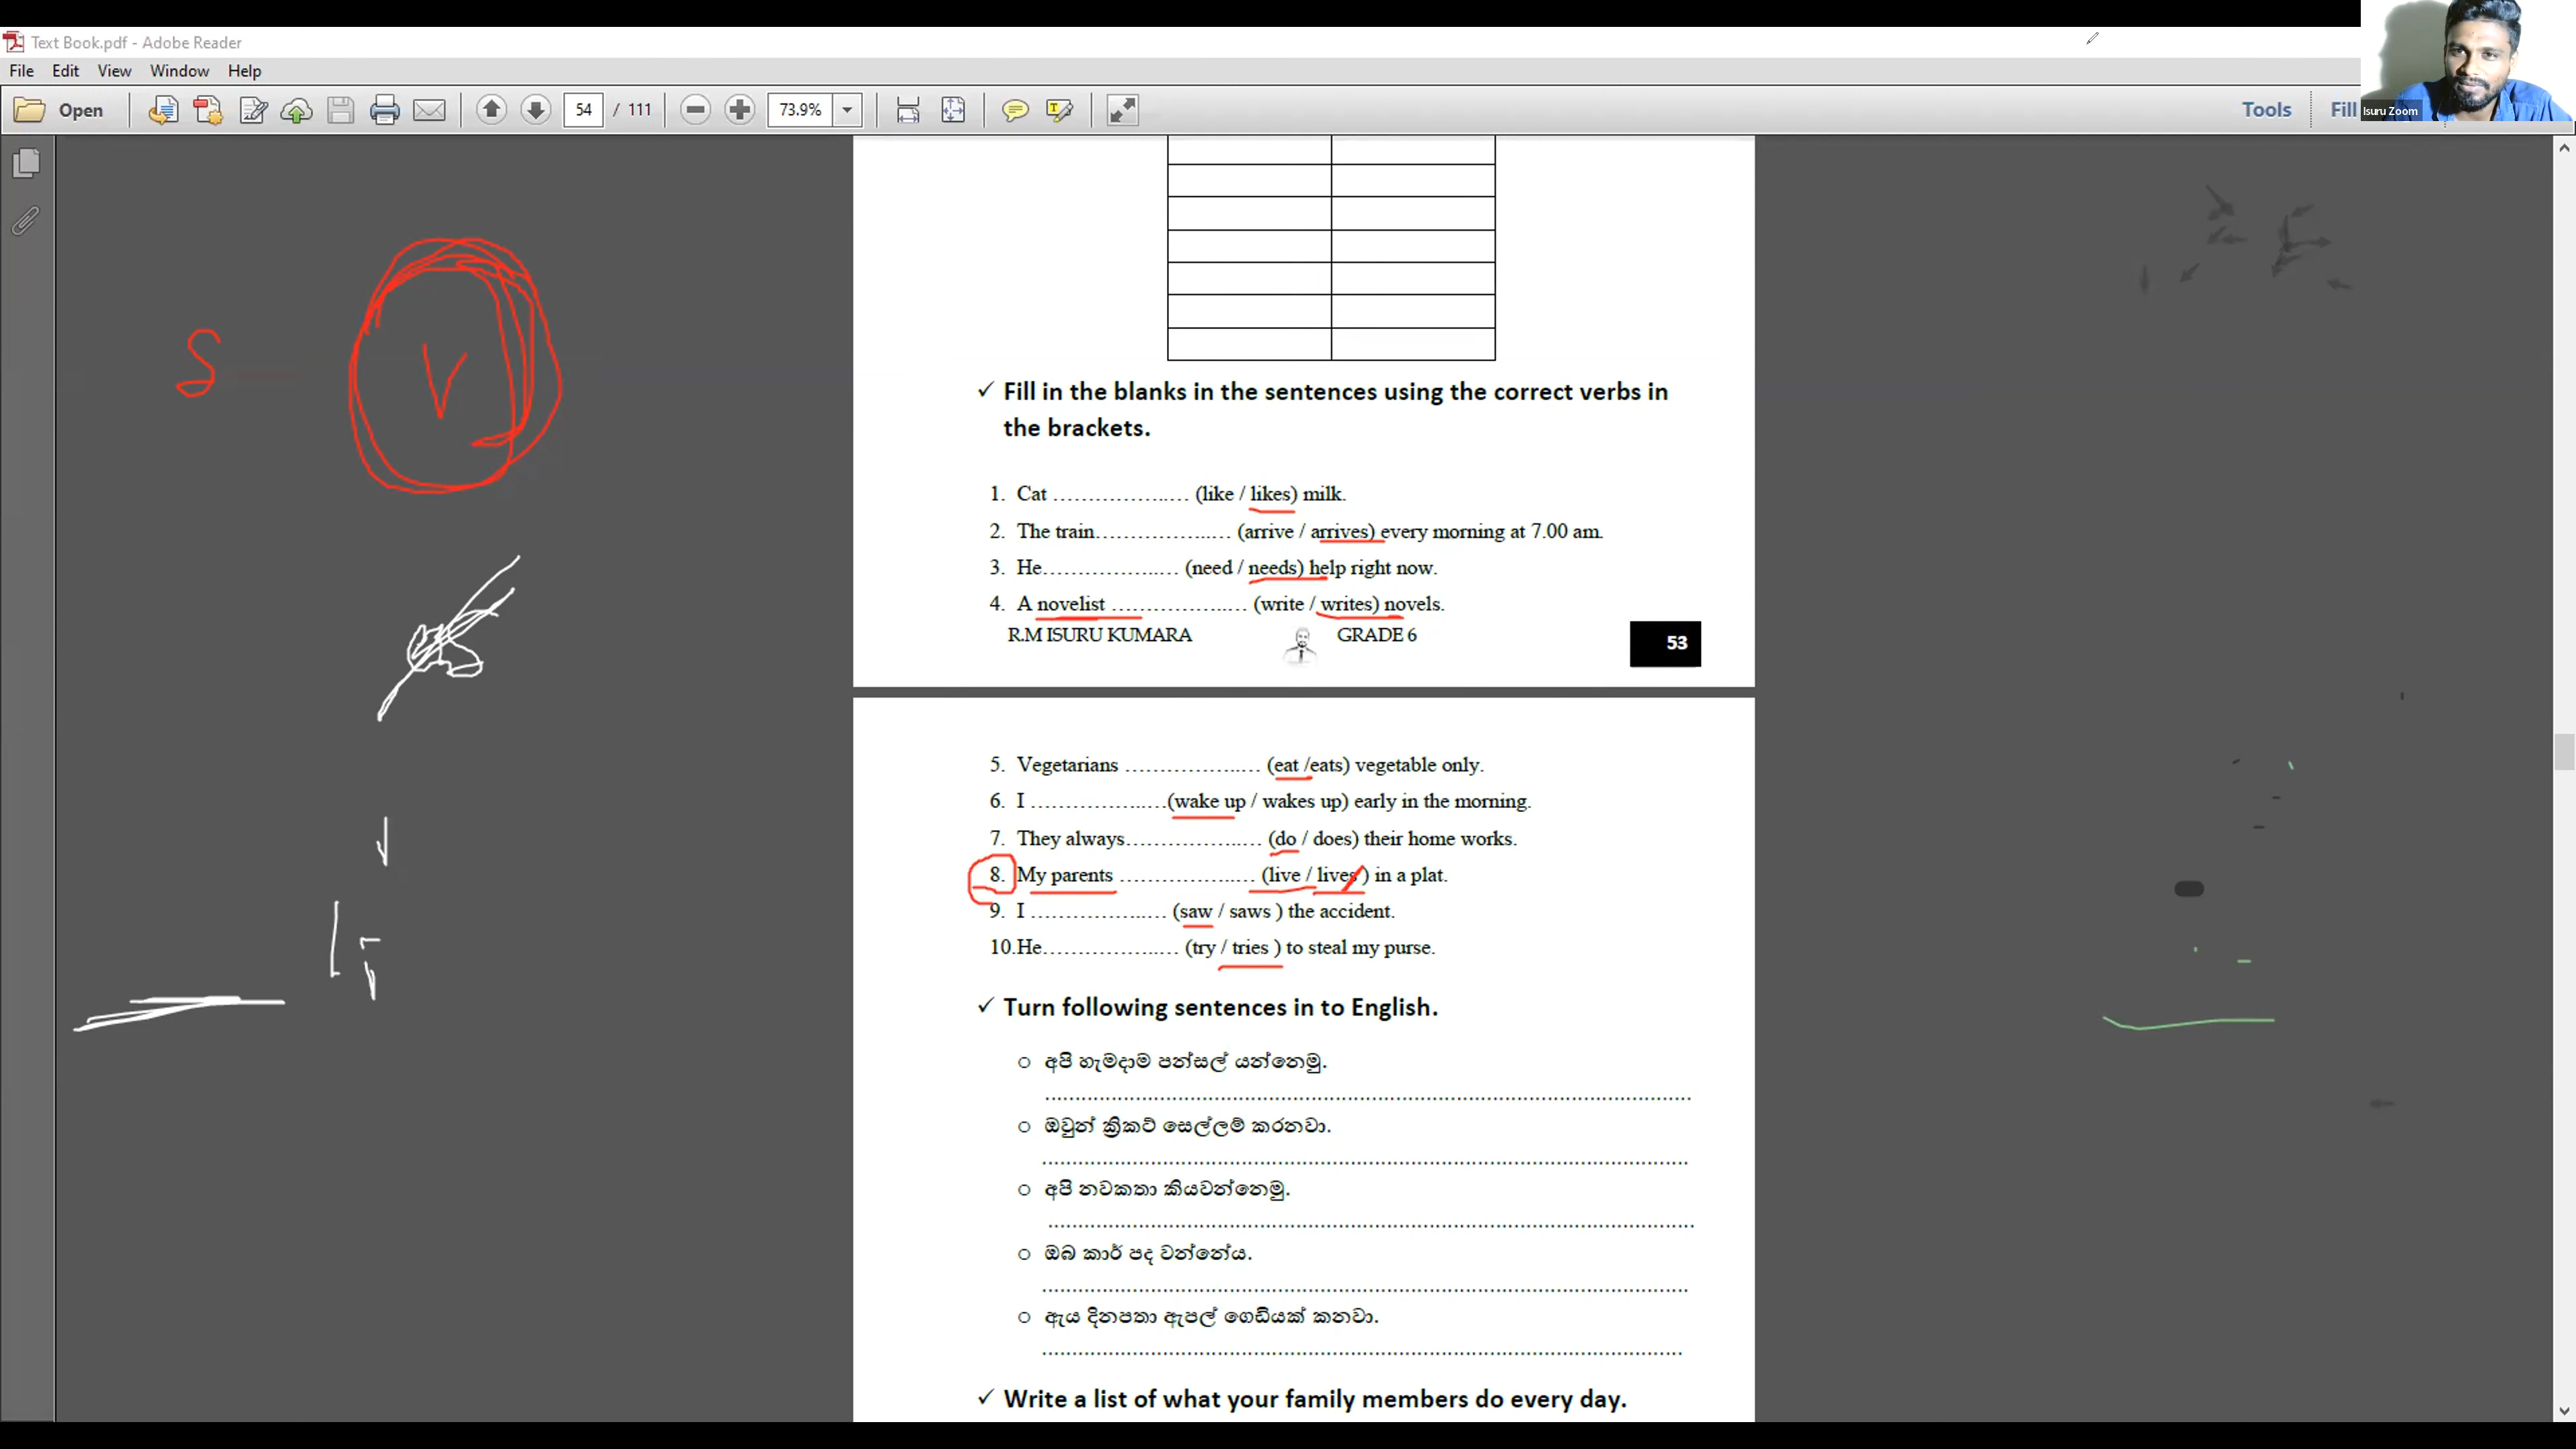 Text Book.pdf - Adobe Reader
File Edit View Window Help
Open 54 / 111 73.9% Tools Fill
Isuru Zoom
S V
✓ Fill in the blanks in the sentences using the correct verbs in
the brackets.
1. Cat ……………..… (like / likes) milk.
2. The train……………..… (arrive / arrives) every morning at 7.00 am.
3. He……………..… (need / needs) help right now.
4. A novelist ……………..… (write / writes) novels.
R.M ISURU KUMARA GRADE 6
53
5. Vegetarians ……………..… (eat /eats) vegetable only.
6. I ……………..…(wake up / wakes up) early in the morning.
7. They always……………..… (do / does) their home works.
8. My parents ……………..… (live / lives ) in a plat.
9. I ……………..… (saw / saws ) the accident.
10.He……………..… (try / tries ) to steal my purse.
✓ Turn following sentences in to English.
o අපි හැමදාම පන්සල් යන්නෙමු.
o ඔවුන් ක්‍රිකට් සෙල්ලම් කරනවා.
o අපි නවකතා කියවන්නෙමු.
o ඔබ කාර් පද වන්නේය.
o ඇය දිනපතා ඇපල් ගෙඩියක් කනවා.
✓ Write a list of what your family members do every day.